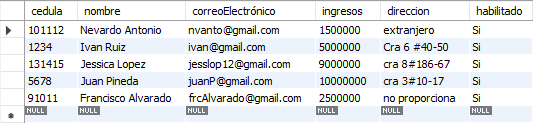 cedula nombre correoElectrónico ingresos direccion habilitado
101112 Nevardo Antonio nvanto@gmail.com 1500000 extranjero Si
1234 Ivan Ruiz ivan@gmail.com 5000000 Cra 6 #40-50 Si
131415 Jessica Lopez jesslop12@gmail.com 9000000 cra 8#186-67 Si
5678 Juan Pineda juanP@gmail.com 10000000 cra 3#10-17 Si
91011 Francisco Alvarado frcAlvarado@gmail.com 2500000 no proporciona Si
NULL NULL NULL NULL NULL NULL